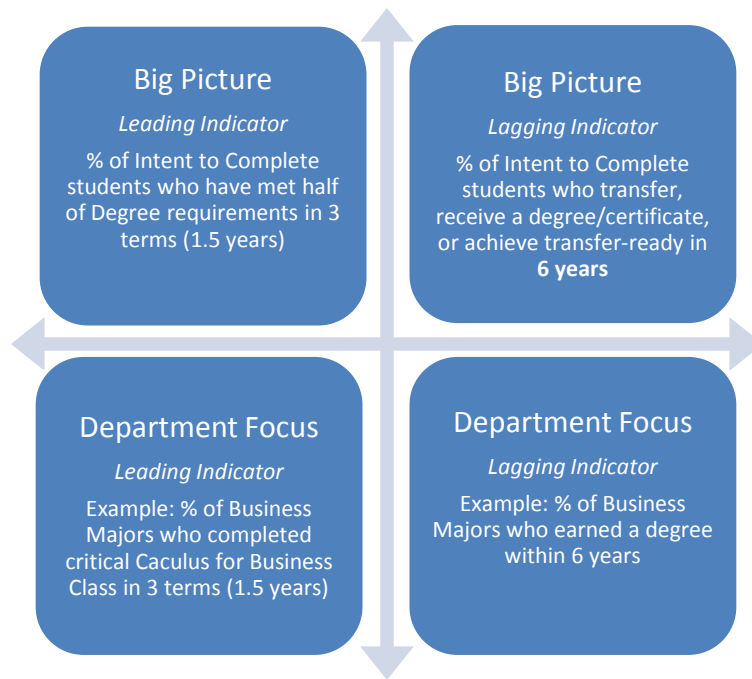 Big Picture
Leading Indicator
% of Intent to Complete
students who have met half
of Degree requirements in 3
terms (1.5 years)
Big Picture
Lagging Indicator
% of Intent to Complete
students who transfer,
receive a degree/certificate,
or achieve transfer-ready in
6 years
Department Focus
Leading Indicator
Example: % of Business
Majors who completed
critical Caculus for Business
Class in 3 terms (1.5 years)
Department Focus
Lagging Indicator
Example: % of Business
Majors who earned a degree
within 6 years